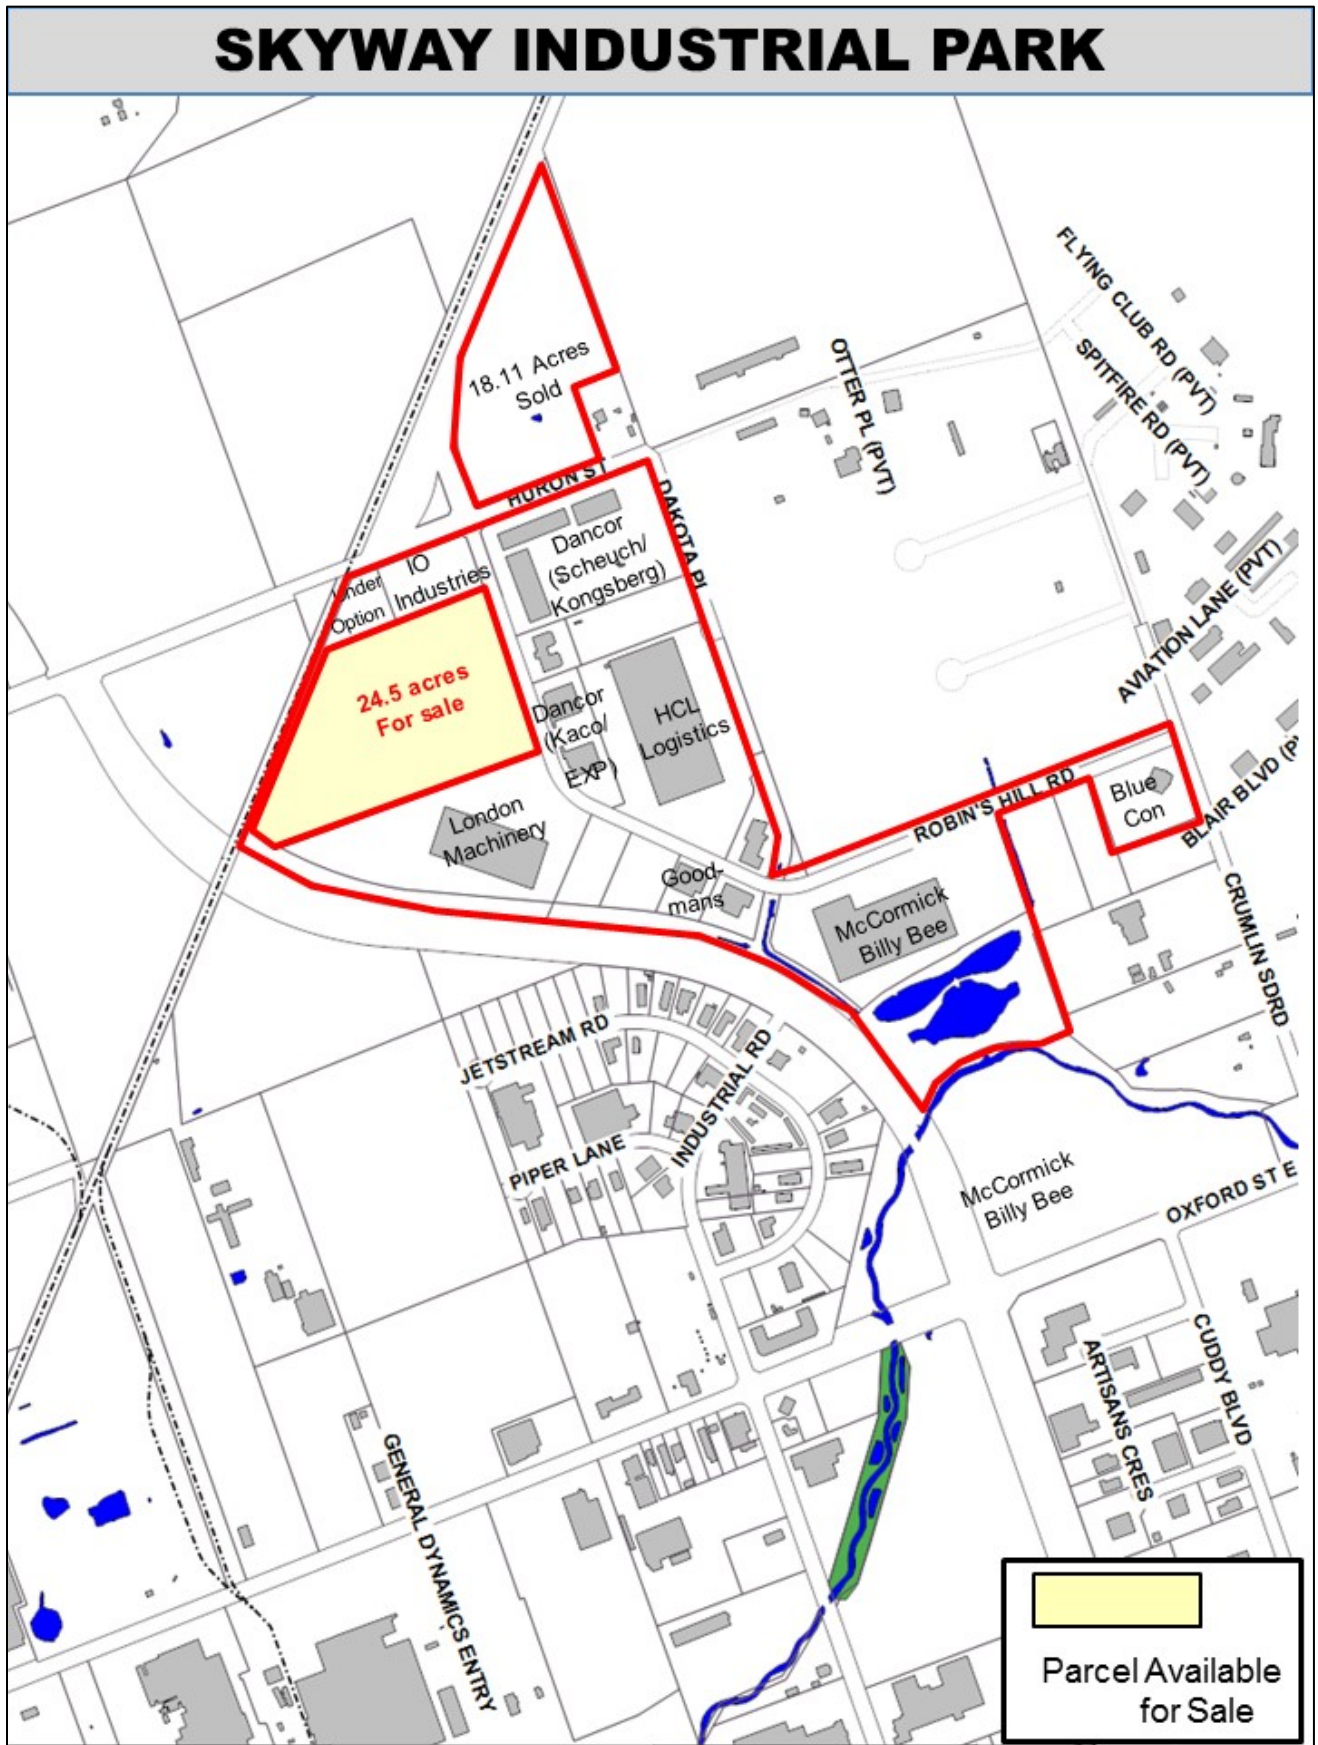 SKYWAY INDUSTRIAL PARK
FLYING CLUB RD (PVT)
SPITFIRE RD (PVT)
OTTER PL (PVT)
18.11 Acres
Sold
HURON ST
DAKOTA PL
Dancor
(Scheuch/
Kongsberg)
IO
Industries
Under
Option
24.5 acres
For sale
Dancor
(Kaco/
EXP)
HCL
Logistics
AVIATION LANE (PVT)
BLAIR BLVD (P
ROBIN'S HILL RD
Blue
Con
London
Machinery
Good-
mans
McCormick
Billy Bee
CRUMLIN SDRD
JETSTREAM RD
INDUSTRIAL RD
PIPER LANE
McCormick
Billy Bee
OXFORD ST E
CUDDY BLVD
ARTISANS CRES
GENERAL DYNAMICS ENTRY
Parcel Available
for Sale